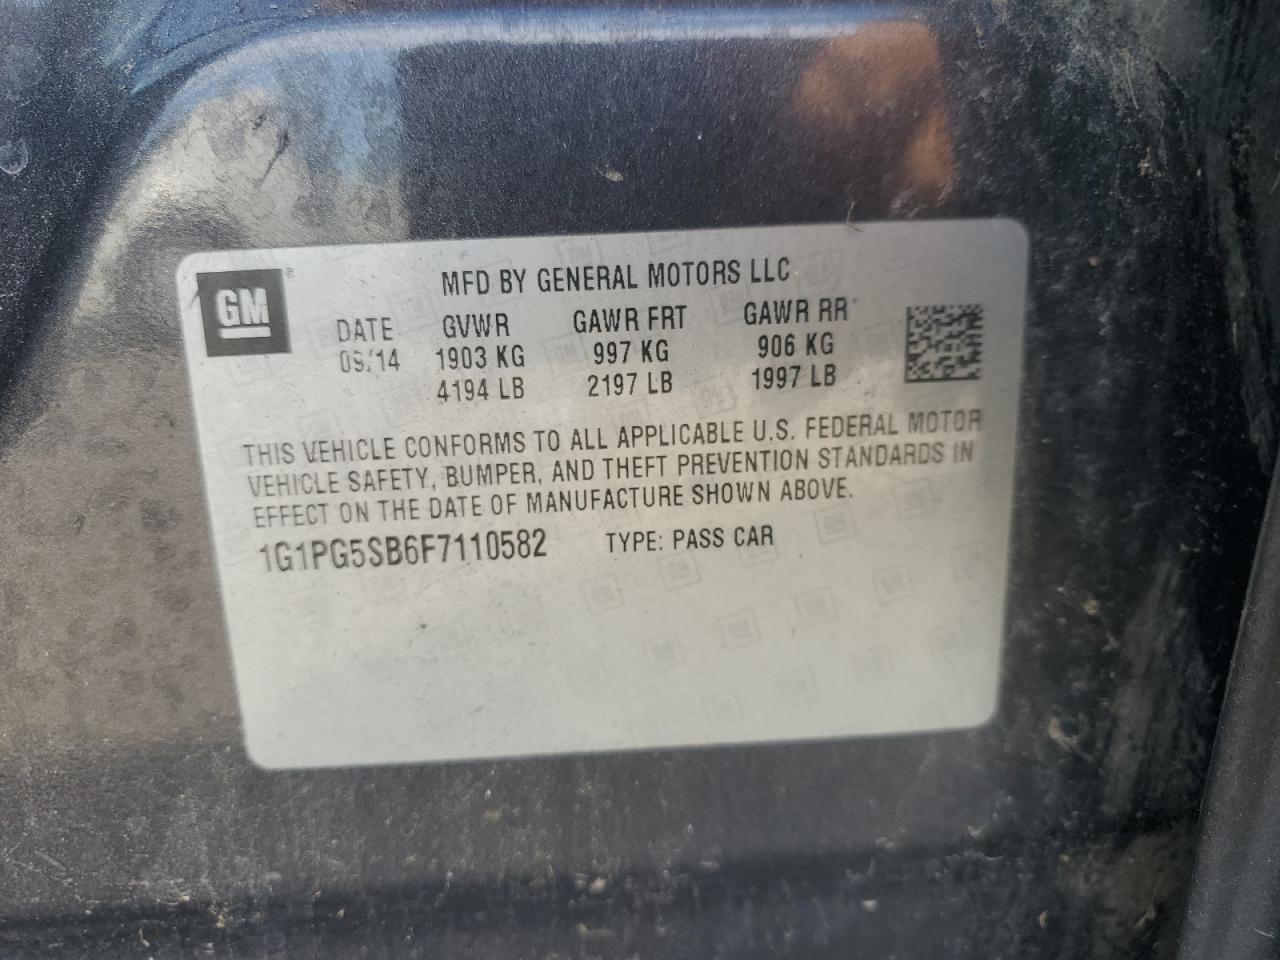 GM®
MFD BY GENERAL MOTORS LLC
DATE GVWR GAWR FRT GAWR RR
09/14 1903 KG 997 KG 906 KG
4194 LB 2197 LB 1997 LB
THIS VEHICLE CONFORMS TO ALL APPLICABLE U.S. FEDERAL MOTOR
VEHICLE SAFETY, BUMPER, AND THEFT PREVENTION STANDARDS IN
EFFECT ON THE DATE OF MANUFACTURE SHOWN ABOVE.
1G1PG5SB6F7110582 TYPE: PASS CAR